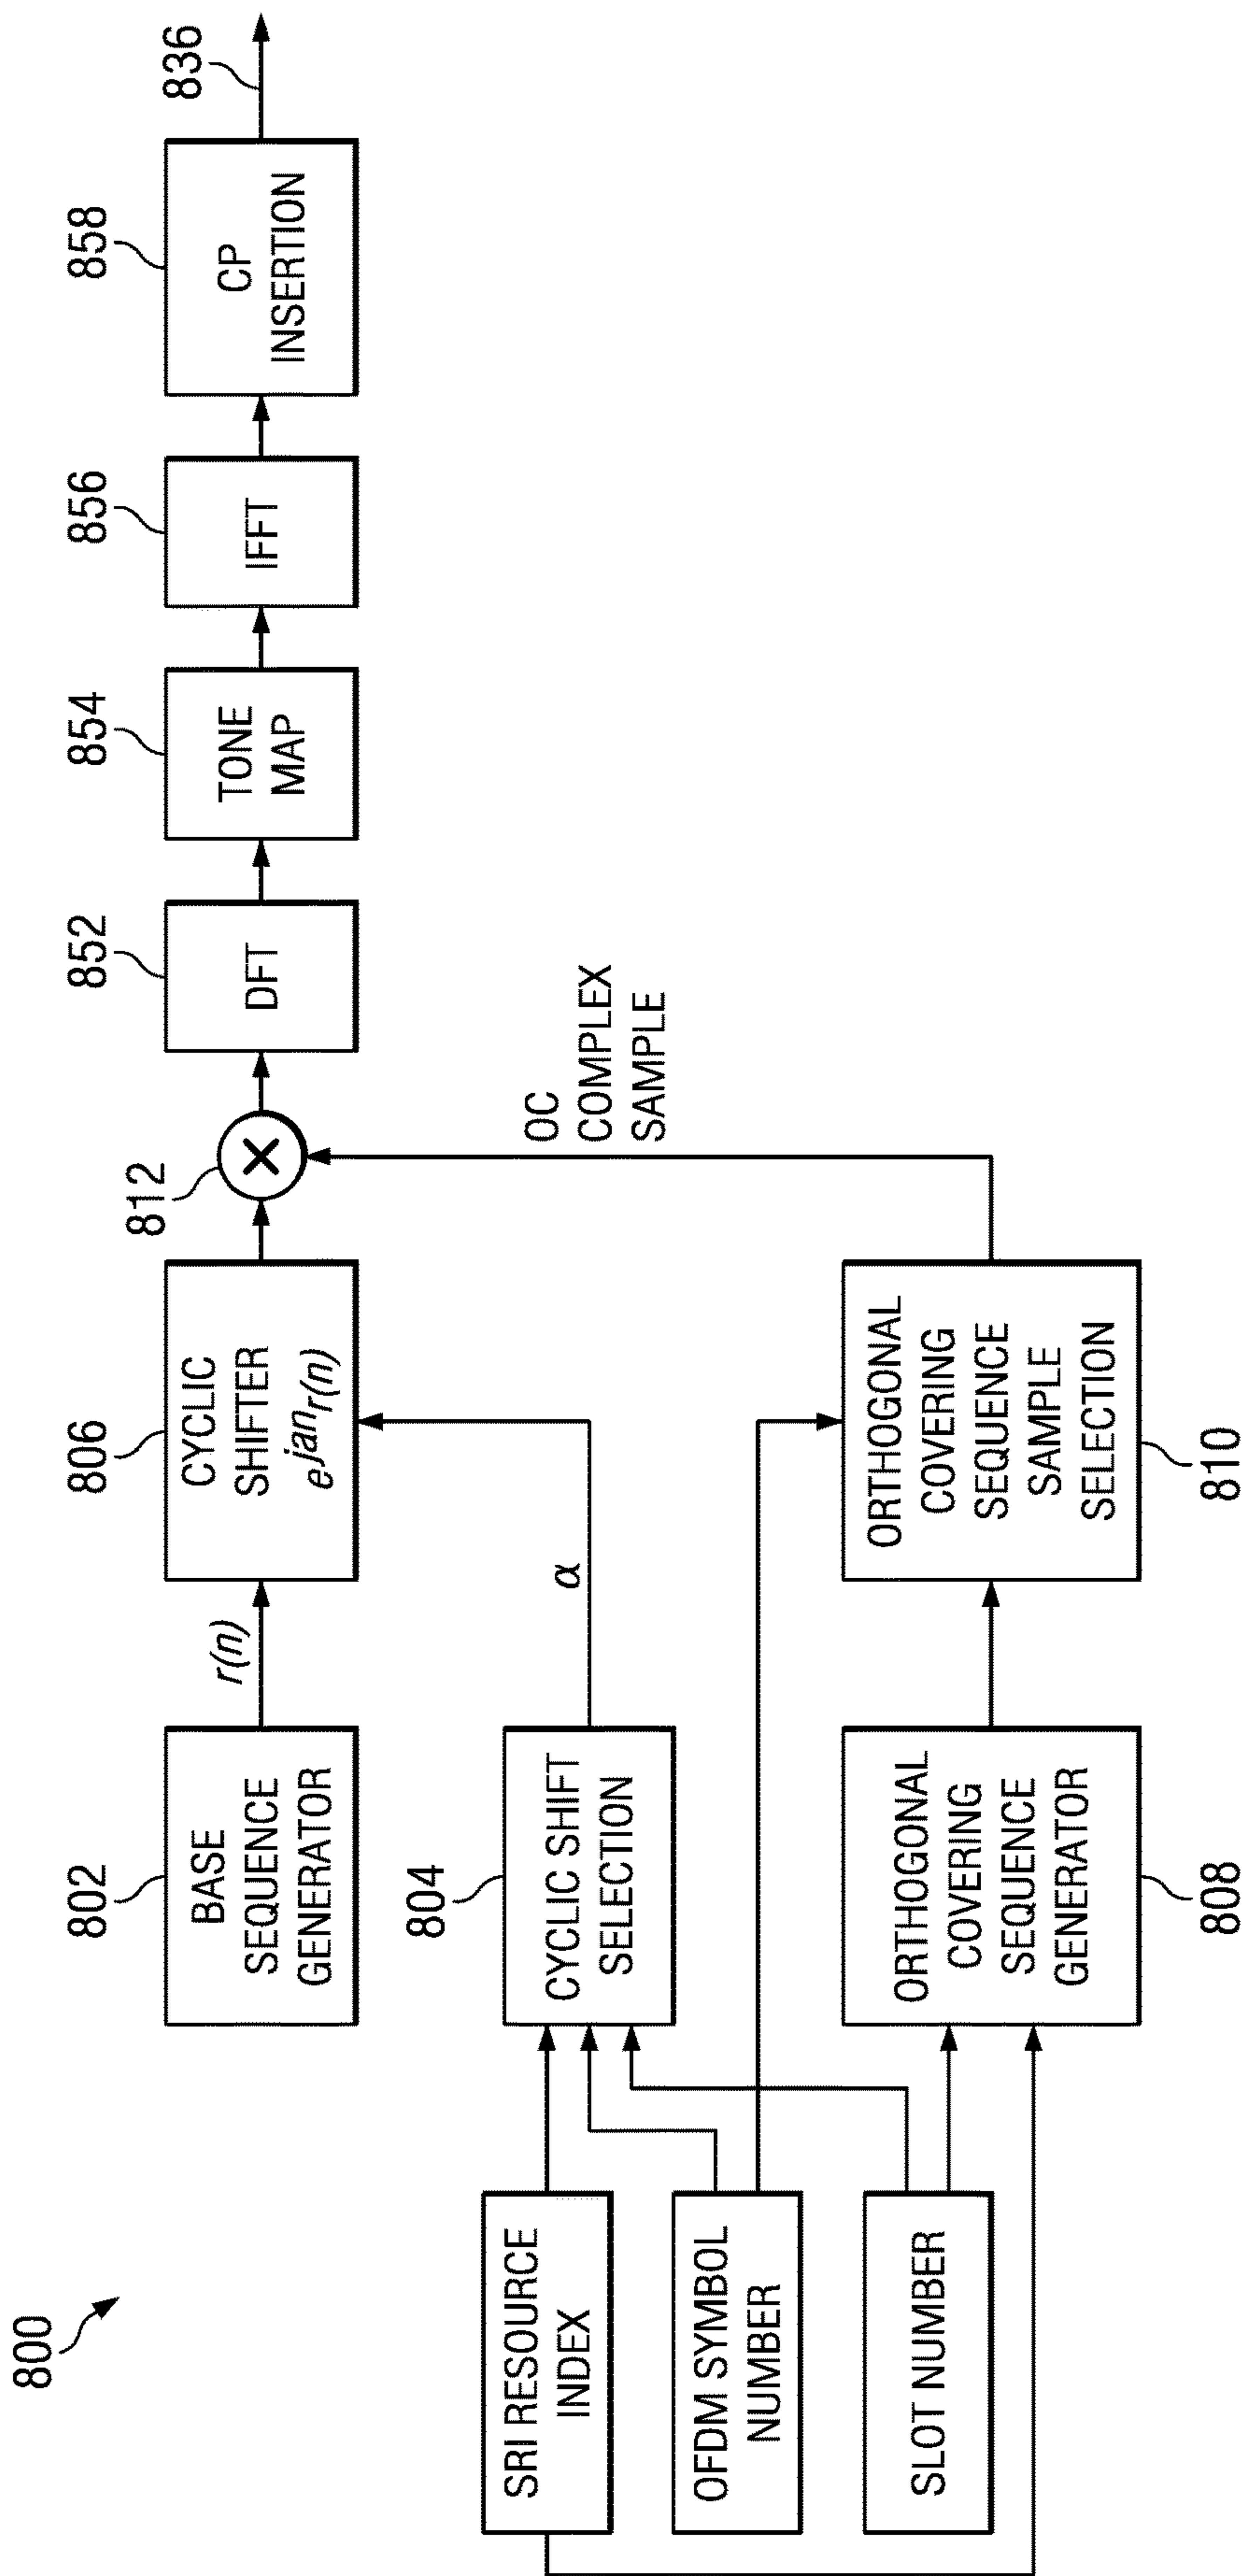 800
802
BASE
SEQUENCE
GENERATOR
r(n)
806
CYCLIC
SHIFTER
e^jan r(n)
812
852
DFT
854
TONE
MAP
856
IFFT
858
CP
INSERTION
836
SRI RESOURCE
INDEX
804
CYCLIC SHIFT
SELECTION
α
OC
COMPLEX
SAMPLE
OFDM SYMBOL
NUMBER
SLOT NUMBER
ORTHOGONAL
COVERING
SEQUENCE
GENERATOR
808
ORTHOGONAL
COVERING
SEQUENCE
SAMPLE
SELECTION
810